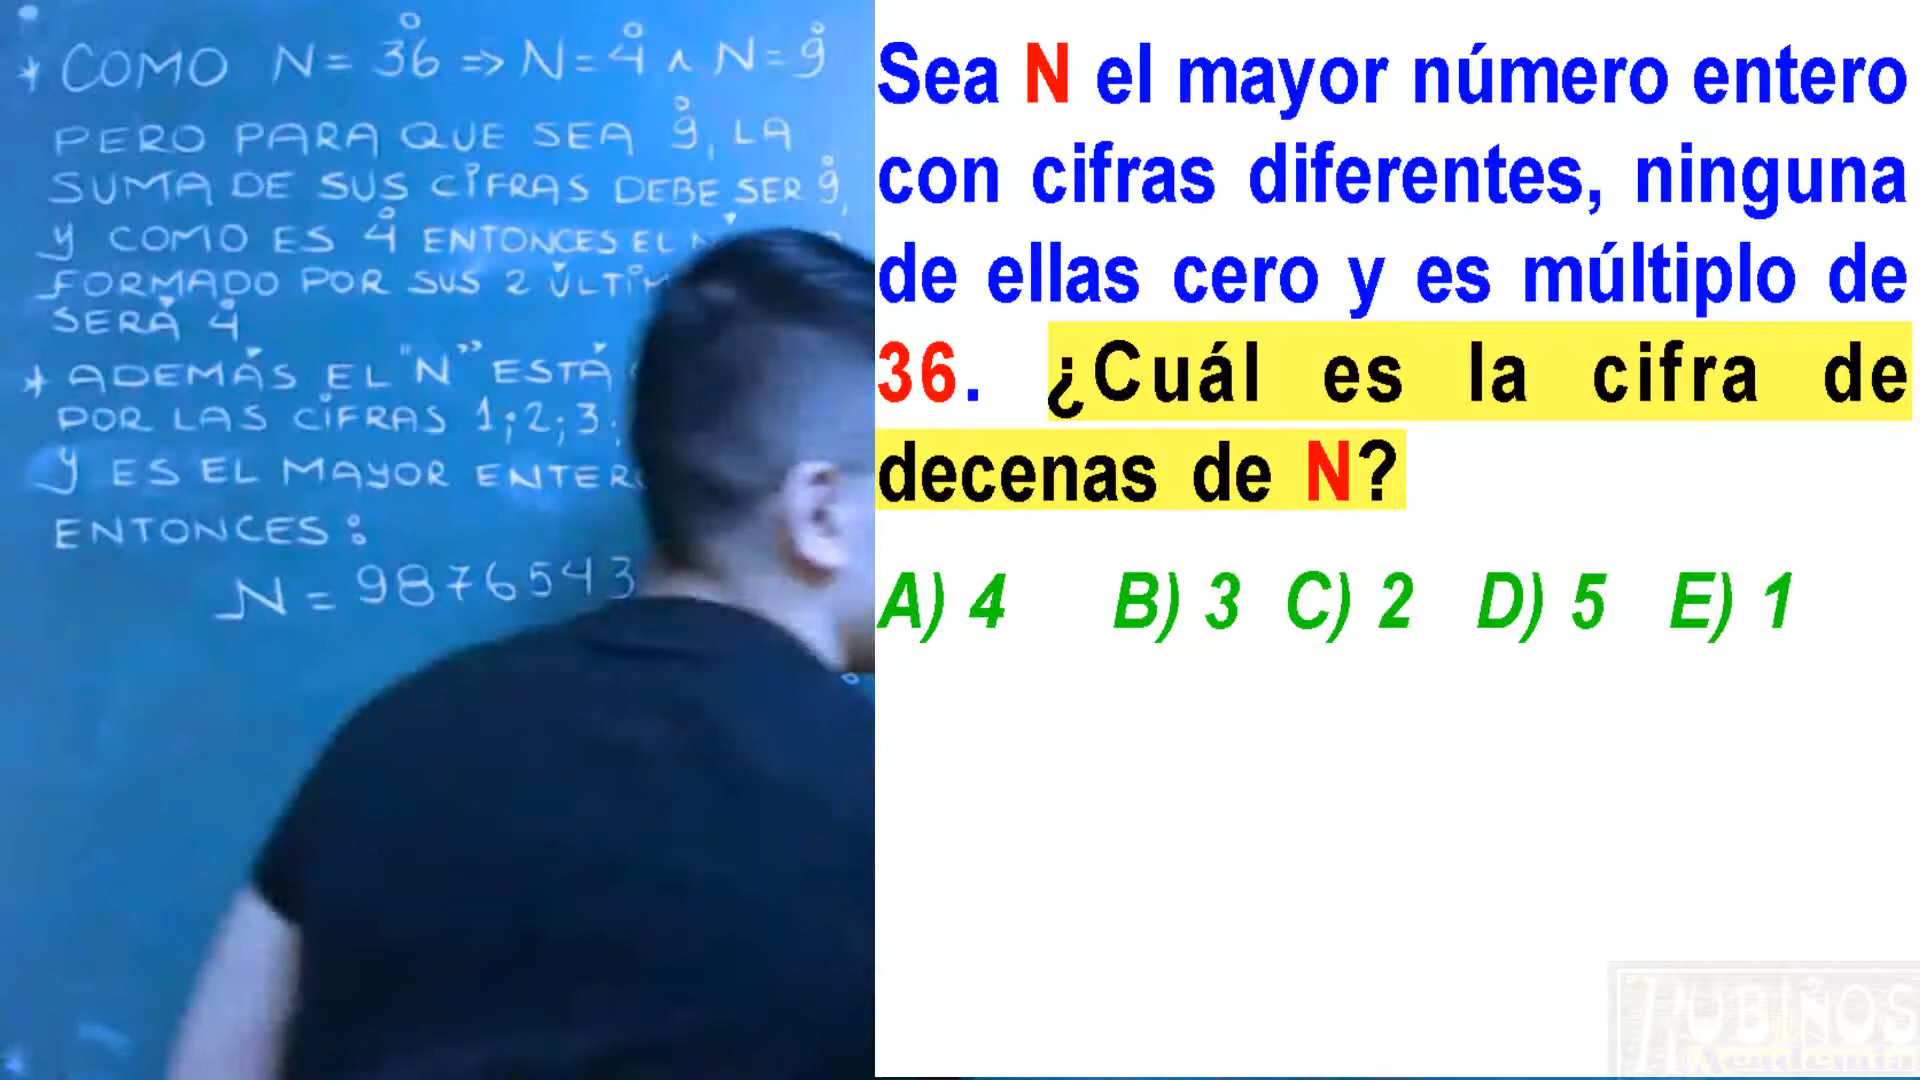 * COMO N = 3̊6 => N = 4̊ ∧ N = 9̊
PERO PARA QUE SEA 9̊, LA
SUMA DE SUS CIFRAS DEBE SER 9̊,
Y COMO ES 4̊ ENTONCES EL
FORMADO POR SUS 2
SERÁ 4̊
* ADEMÁS EL "N" ESTÁ
POR LAS CIFRAS 1;2;3;
Y ES EL MAYOR
ENTONCES:
N = 9876543
Sea N el mayor número entero
con cifras diferentes, ninguna
de ellas cero y es múltiplo de
36. ¿Cuál es la cifra de
decenas de N?
A) 4 B) 3 C) 2 D) 5 E) 1
RUBIÑOS